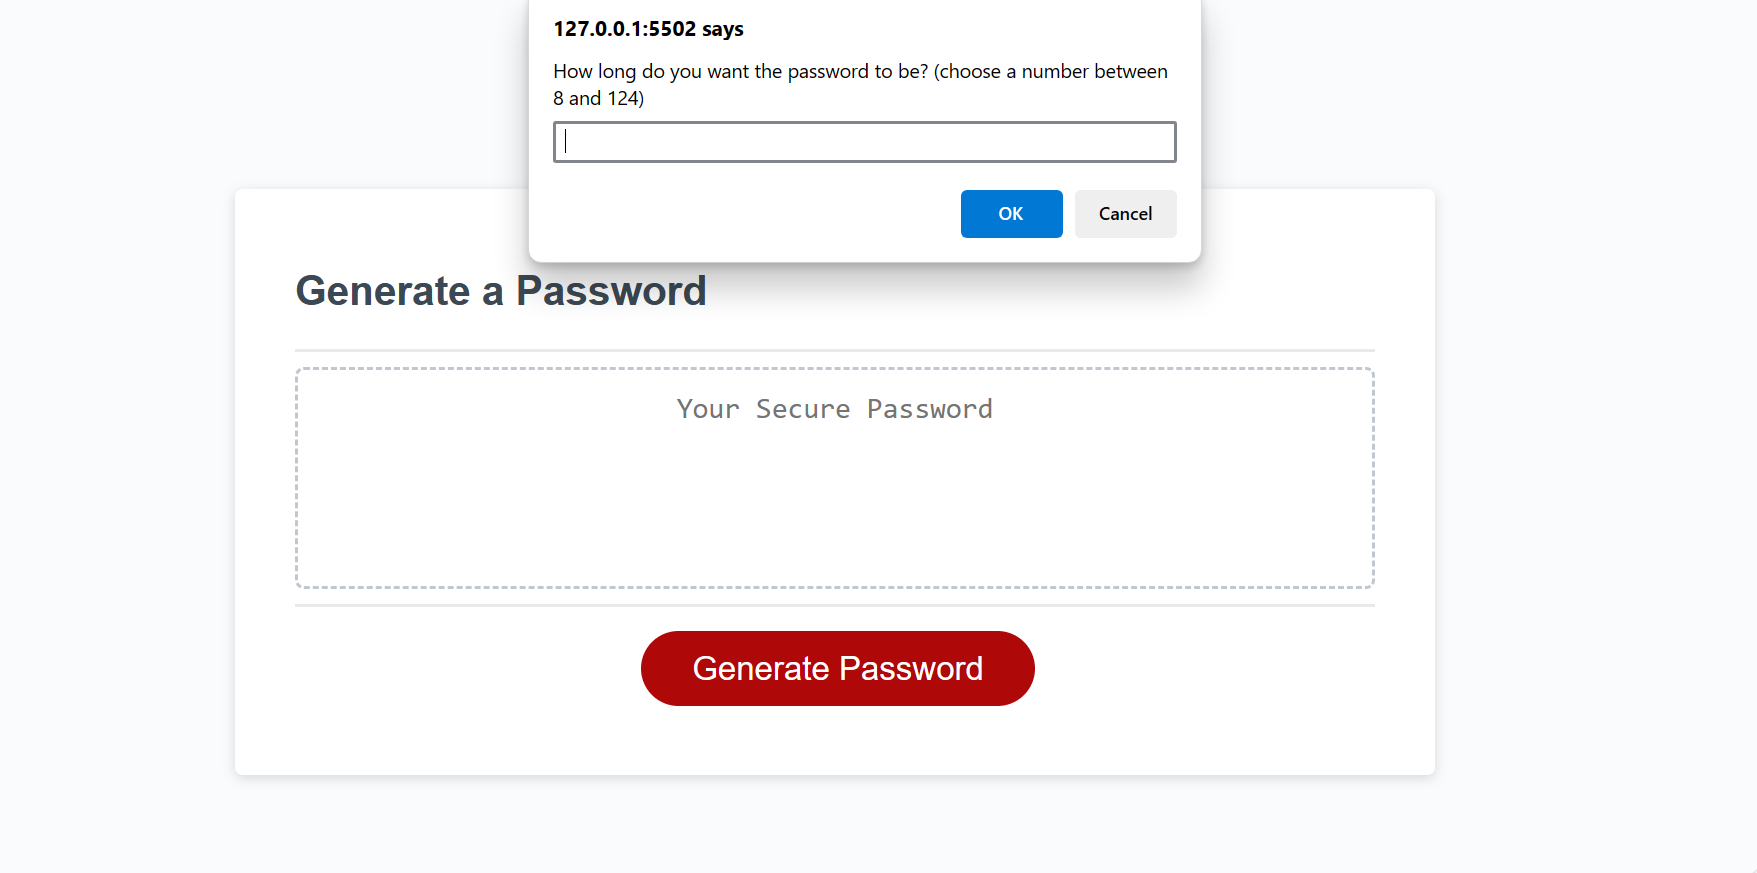 127.0.0.1:5502 says
How long do you want the password to be? (choose a number between
8 and 124)
OK
Cancel
Generate a Password
Your Secure Password
Generate Password